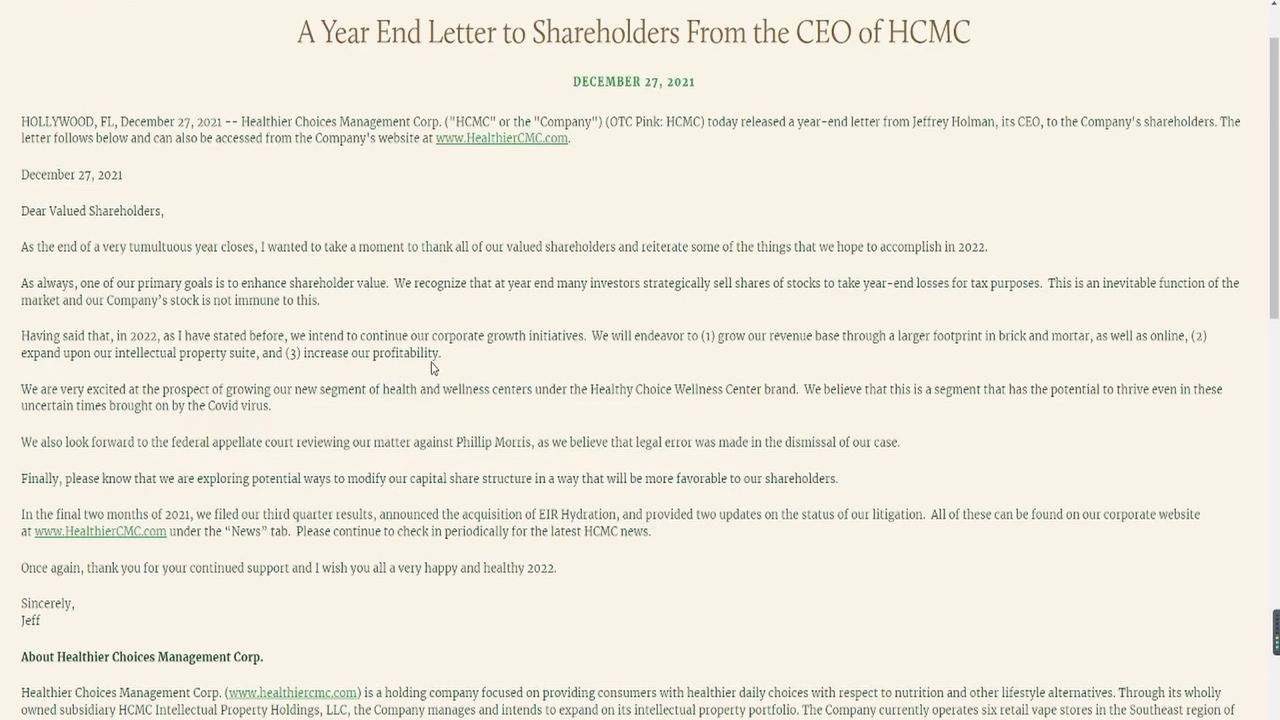 A Year End Letter to Shareholders From the CEO of HCMC
DECEMBER 27, 2021
HOLLYWOOD, FL, December 27, 2021 -- Healthier Choices Management Corp. ("HCMC" or the "Company") (OTC Pink: HCMC) today released a year-end letter from Jeffrey Holman, its CEO, to the Company's shareholders. The
letter follows below and can also be accessed from the Company's website at www.HealthierCMC.com.
December 27, 2021
Dear Valued Shareholders,
As the end of a very tumultuous year closes, I wanted to take a moment to thank all of our valued shareholders and reiterate some of the things that we hope to accomplish in 2022.
As always, one of our primary goals is to enhance shareholder value.  We recognize that at year end many investors strategically sell shares of stocks to take year-end losses for tax purposes.  This is an inevitable function of the
market and our Company’s stock is not immune to this.
Having said that, in 2022, as I have stated before, we intend to continue our corporate growth initiatives.  We will endeavor to (1) grow our revenue base through a larger footprint in brick and mortar, as well as online, (2)
expand upon our intellectual property suite, and (3) increase our profitability.
We are very excited at the prospect of growing our new segment of health and wellness centers under the Healthy Choice Wellness Center brand.  We believe that this is a segment that has the potential to thrive even in these
uncertain times brought on by the Covid virus.
We also look forward to the federal appellate court reviewing our matter against Phillip Morris, as we believe that legal error was made in the dismissal of our case.
Finally, please know that we are exploring potential ways to modify our capital share structure in a way that will be more favorable to our shareholders.
In the final two months of 2021, we filed our third quarter results, announced the acquisition of EIR Hydration, and provided two updates on the status of our litigation.  All of these can be found on our corporate website
at www.HealthierCMC.com under the “News” tab.  Please continue to check in periodically for the latest HCMC news.
Once again, thank you for your continued support and I wish you all a very happy and healthy 2022.
Sincerely,
Jeff
About Healthier Choices Management Corp.
Healthier Choices Management Corp. (www.healthiercmc.com) is a holding company focused on providing consumers with healthier daily choices with respect to nutrition and other lifestyle alternatives. Through its wholly
owned subsidiary HCMC Intellectual Property Holdings, LLC, the Company manages and intends to expand on its intellectual property portfolio. The Company currently operates six retail vape stores in the Southeast region of